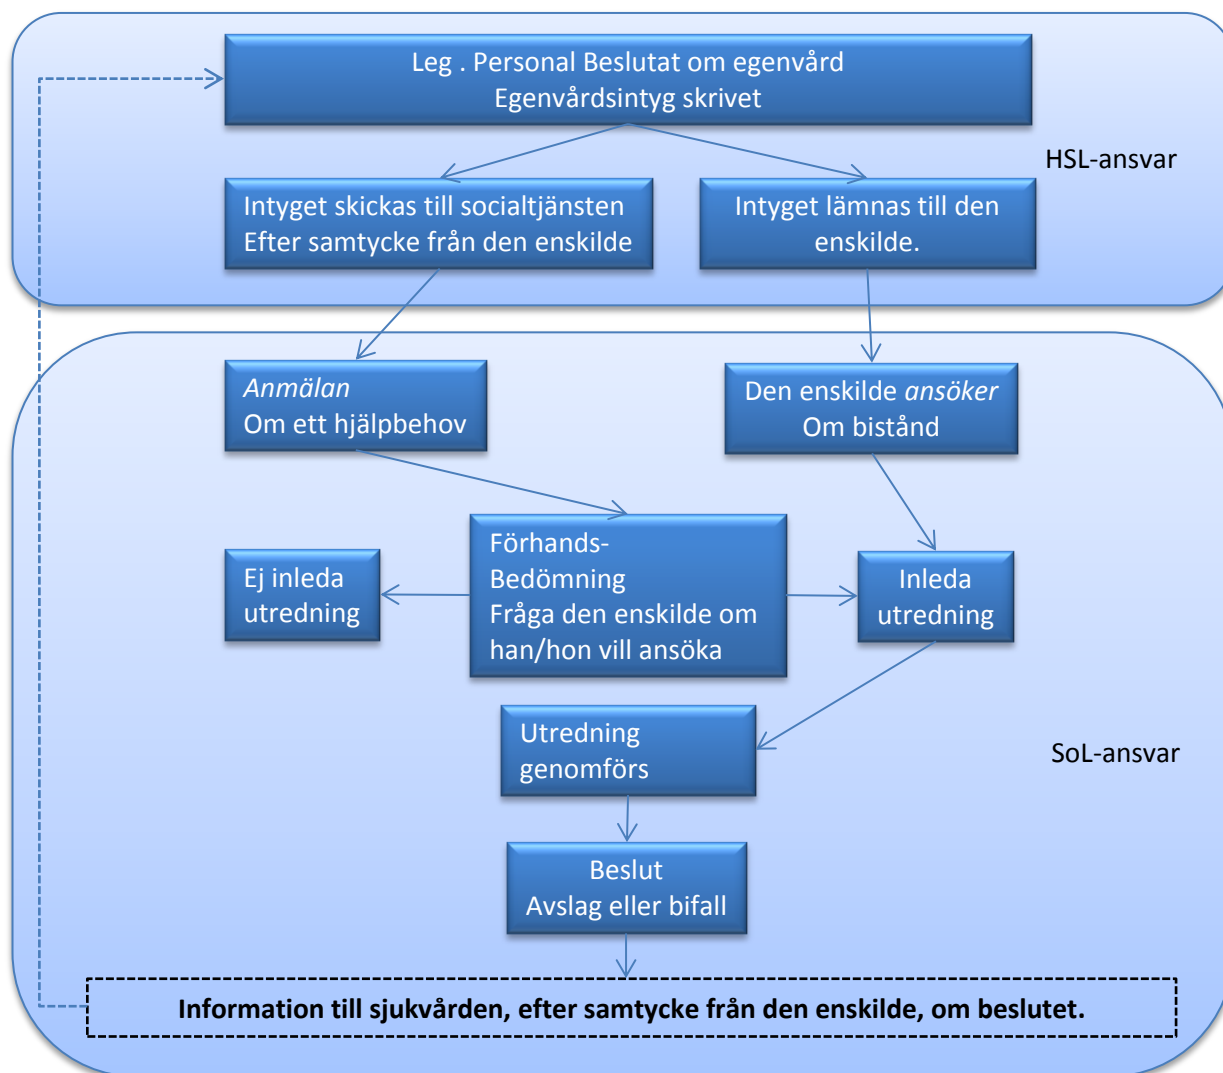 Leg . Personal Beslutat om egenvård
Egenvårdsintyg skrivet
HSL-ansvar
Intyget skickas till socialtjänsten
Efter samtycke från den enskilde
Intyget lämnas till den
enskilde.
Anmälan
Om ett hjälpbehov
Den enskilde ansöker
Om bistånd
Förhands-
Bedömning
Fråga den enskilde om
han/hon vill ansöka
Ej inleda
utredning
Inleda
utredning
Utredning
genomförs
SoL-ansvar
Beslut
Avslag eller bifall
Information till sjukvården, efter samtycke från den enskilde, om beslutet.